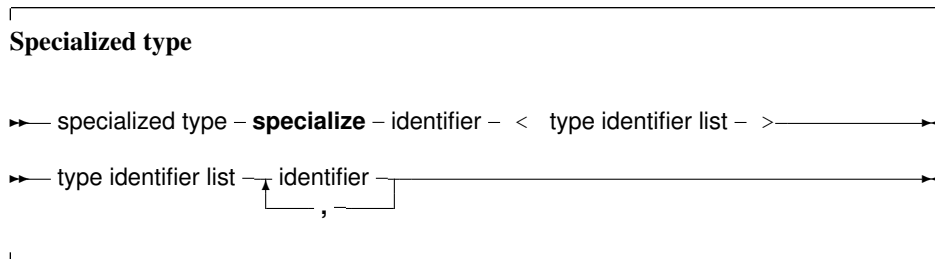 Specialized type
specialized type – specialize – identifier – < type identifier list – >
type identifier list – identifier –
, –